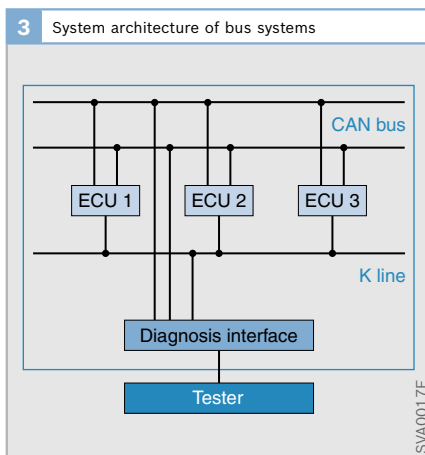 3 System architecture of bus systems
CAN bus
ECU 1 ECU 2 ECU 3
K line
Diagnosis interface
Tester
SVA0017E